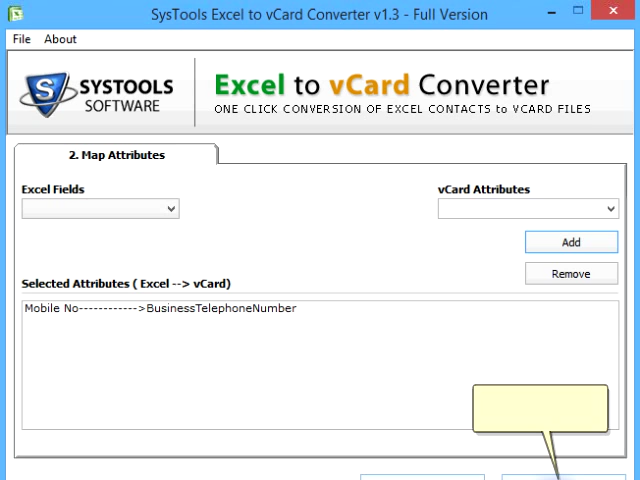 SysTools Excel to vCard Converter v1.3 - Full Version
File About
SYSTOOLS
SOFTWARE
Excel to vCard Converter
ONE CLICK CONVERSION OF EXCEL CONTACTS to VCARD FILES
2. Map Attributes
Excel Fields
vCard Attributes
Add
Remove
Selected Attributes ( Excel --> vCard)
Mobile No------------>BusinessTelephoneNumber